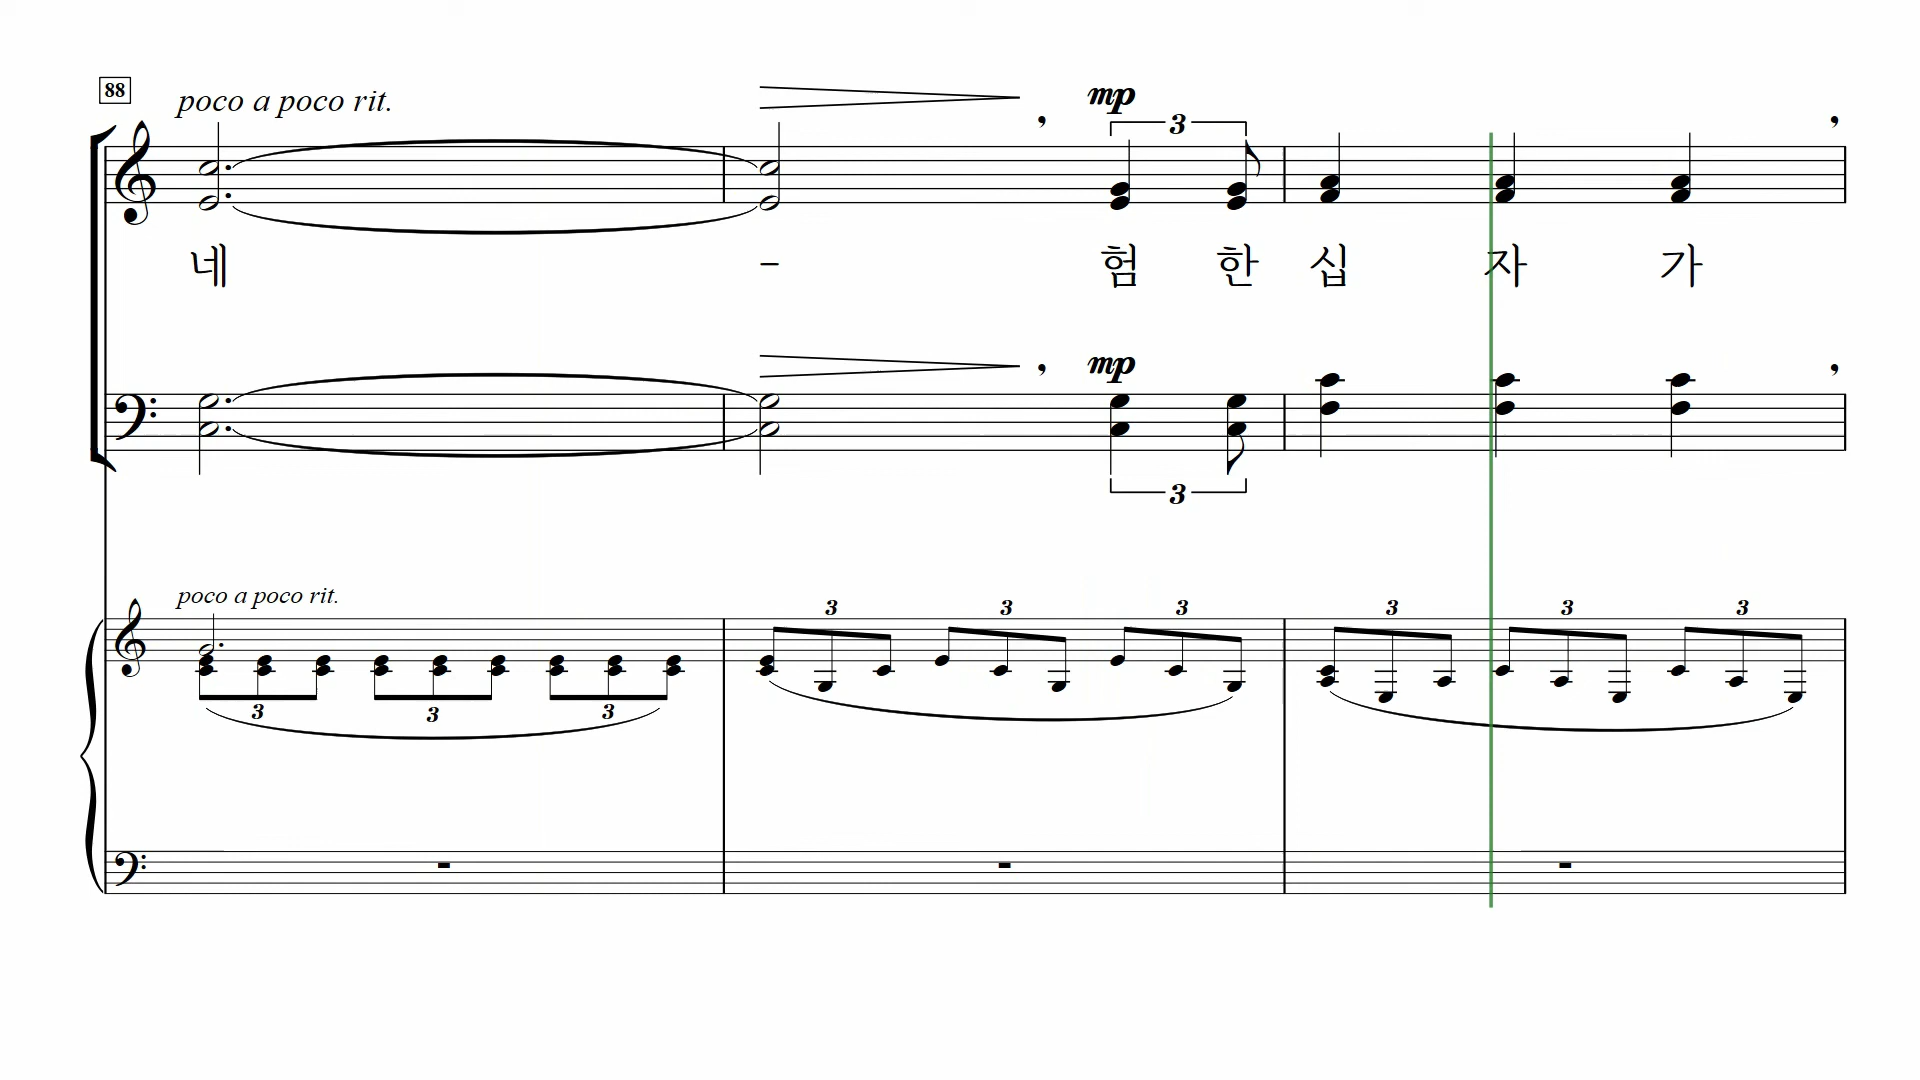 88
poco a poco rit.
mp
3
네 - 험 한 십 자 가
mp
3
poco a poco rit.
3 3 3 3 3 3
3 3 3